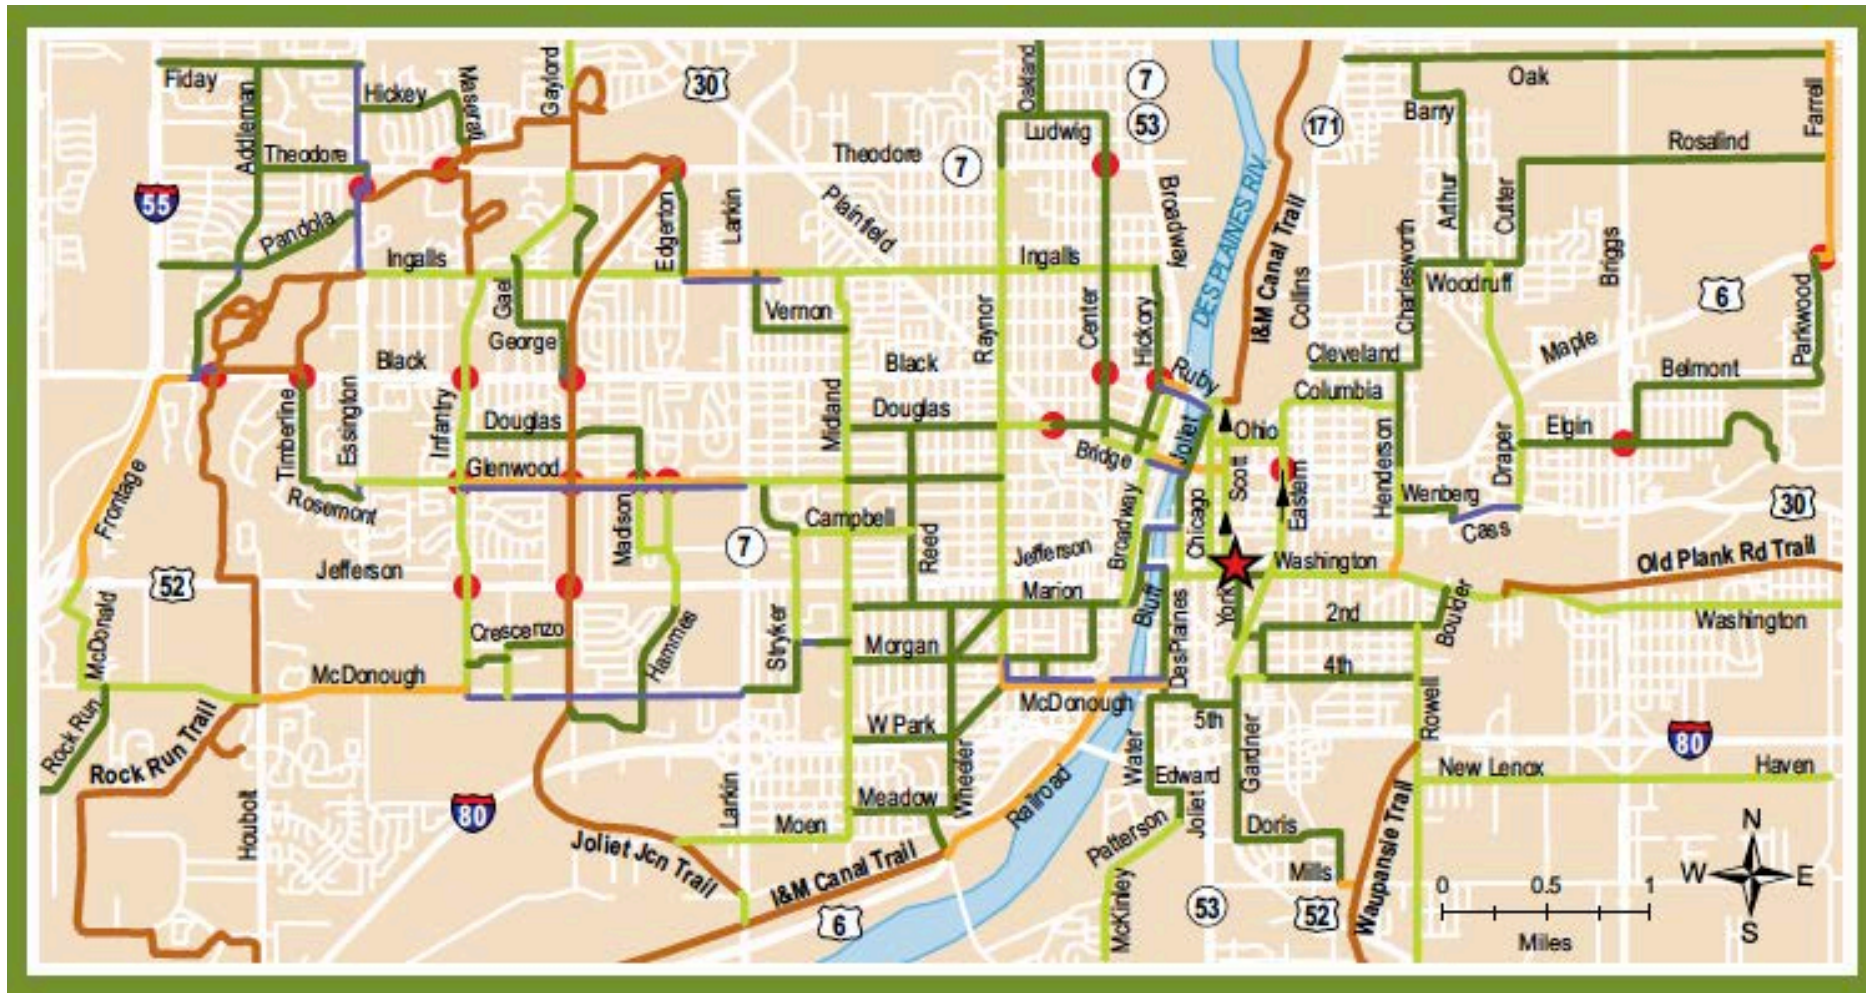 Fiday
Addleman
Hickey
Waserah
Gaylord
30
Oakland
7
53
Ludwig
171
Oak
Barry
Farrell
Rosalind
Theodore
Theodore
7
55
Pandola
Larkin
Plainfield
Broadway
DES PLAINES RIV.
I&M Canal Trail
Arthur
Cutter
Charlesworth
Ingalls
Edgerton
Ingalls
Collins
Woodruff
Briggs
6
Gael
Vernon
Raynor
Center
Hickory
Parkwood
George
Black
Black
Ruby
Cleveland
Maple
Belmont
Columbia
Timberline
Essington
Infantry
Douglas
Midland
Douglas
Joliet
Ohio
Henderson
Draper
Elgin
Frontage
Glenwood
Bridge
Scott
Eastern
Rosemont
Madison
Campbell
Broadway
Chicago
Wenberg
Cass
30
7
Reed
Jefferson
Jefferson
Washington
Old Plank Rd Trail
52
McDonald
Marion
Bluff
DesPlaines
York
2nd
Boulder
Washington
Crescenzo
Hammes
Stryker
Morgan
4th
McDonough
McDonough
5th
Gardner
Rowell
Rock Run
Rock Run Trail
W Park
Water
80
Wheeler
Edward
New Lenox
Haven
Houbolt
80
Larkin
Meadow
Railroad
Joliet
Moen
Patterson
Doris
Joliet Jcn Trail
I&M Canal Trail
Mills
Waupansie Trail
6
McKinley
53
52
0
0.5
1
Miles
N
W
E
S